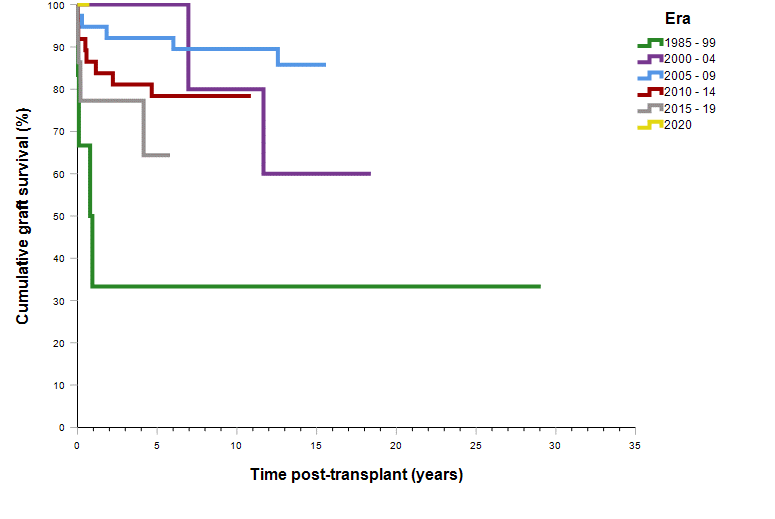 Era
1985 - 99
2000 - 04
2005 - 09
2010 - 14
2015 - 19
2020
Cumulative graft survival (%)
100
90
80
70
60
50
40
30
20
10
0
0 5 10 15 20 25 30 35
Time post-transplant (years)